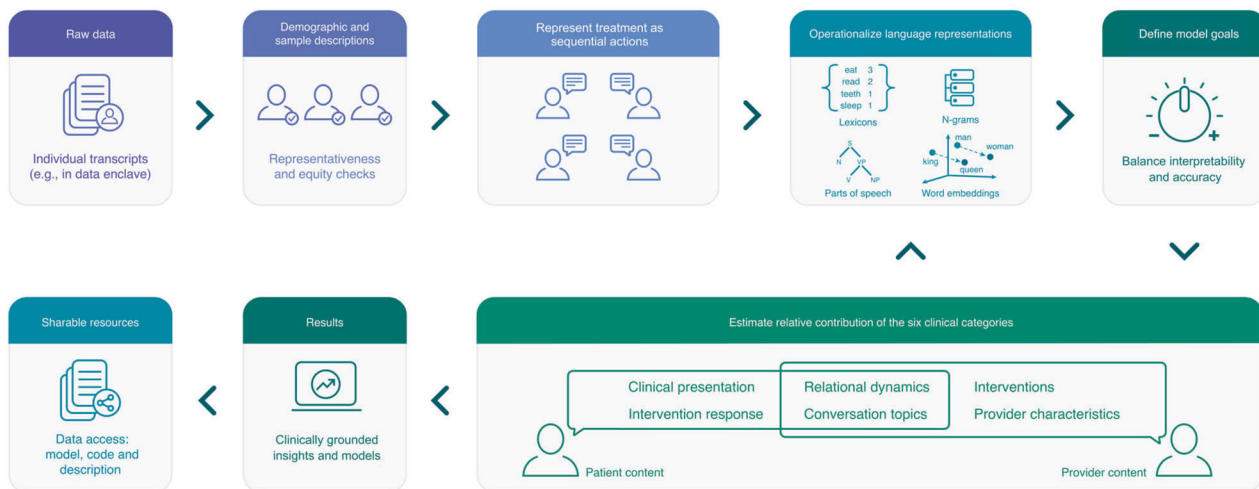 Raw data
Individual transcripts
(e.g., in data enclave)
Demographic and
sample descriptions
Representativeness
and equity checks
Represent treatment as
sequential actions
Operationalize language representations
eat 3
read 2
teeth 1
sleep 1
Lexicons
N-grams
S
N VP
V NP
Parts of speech
man
woman
king
queen
Word embeddings
Define model goals
Balance interpretability
and accuracy
Sharable resources
Data access:
model, code and
description
Results
Clinically grounded
insights and models
Estimate relative contribution of the six clinical categories
Clinical presentation
Relational dynamics
Interventions
Intervention response
Conversation topics
Provider characteristics
Patient content
Provider content